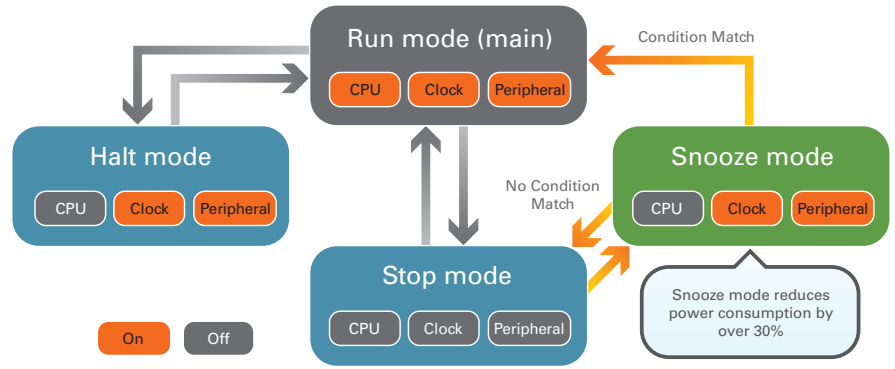 Run mode (main)
CPU Clock Peripheral
Condition Match
Halt mode
CPU Clock Peripheral
Snooze mode
CPU Clock Peripheral
No Condition
Match
Stop mode
CPU Clock Peripheral
Snooze mode reduces
power consumption by
over 30%
On Off